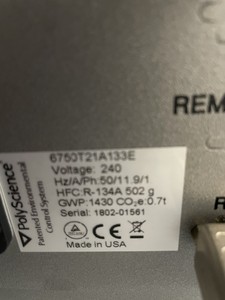 REM
PolyScience
Patented Environmental
Control System
6750T21A133E
Voltage: 240
Hz/A/Ph:50/11.9/1
HFC:R-134A 502 g
GWP:1430 CO₂e:0.7t
Serial: 1802-01561
Made in USA
R